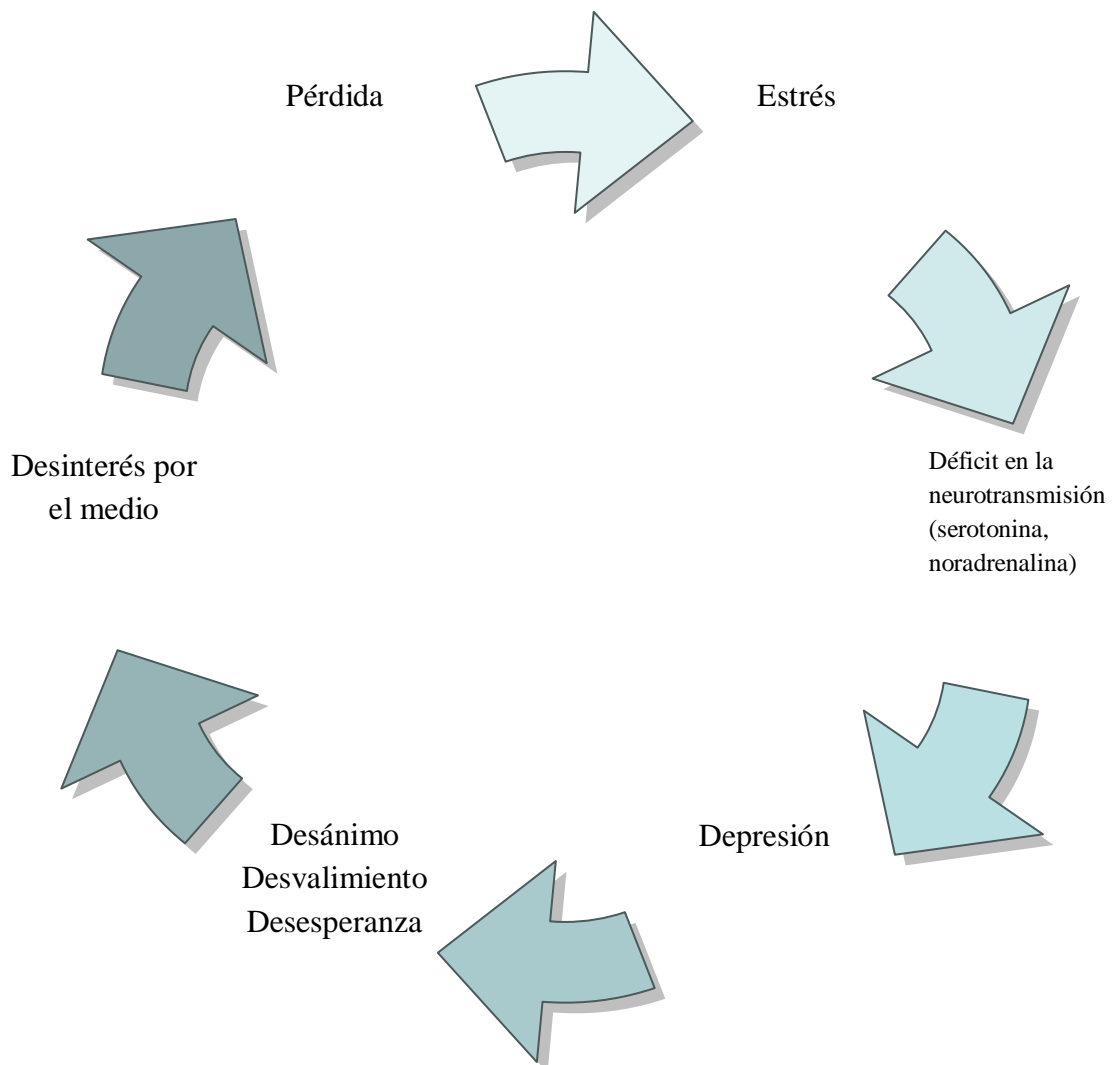 Pérdida
Estrés
Déficit en la
neurotransmisión
(serotonina,
noradrenalina)
Depresión
Desánimo
Desvalimiento
Desesperanza
Desinterés por
el medio